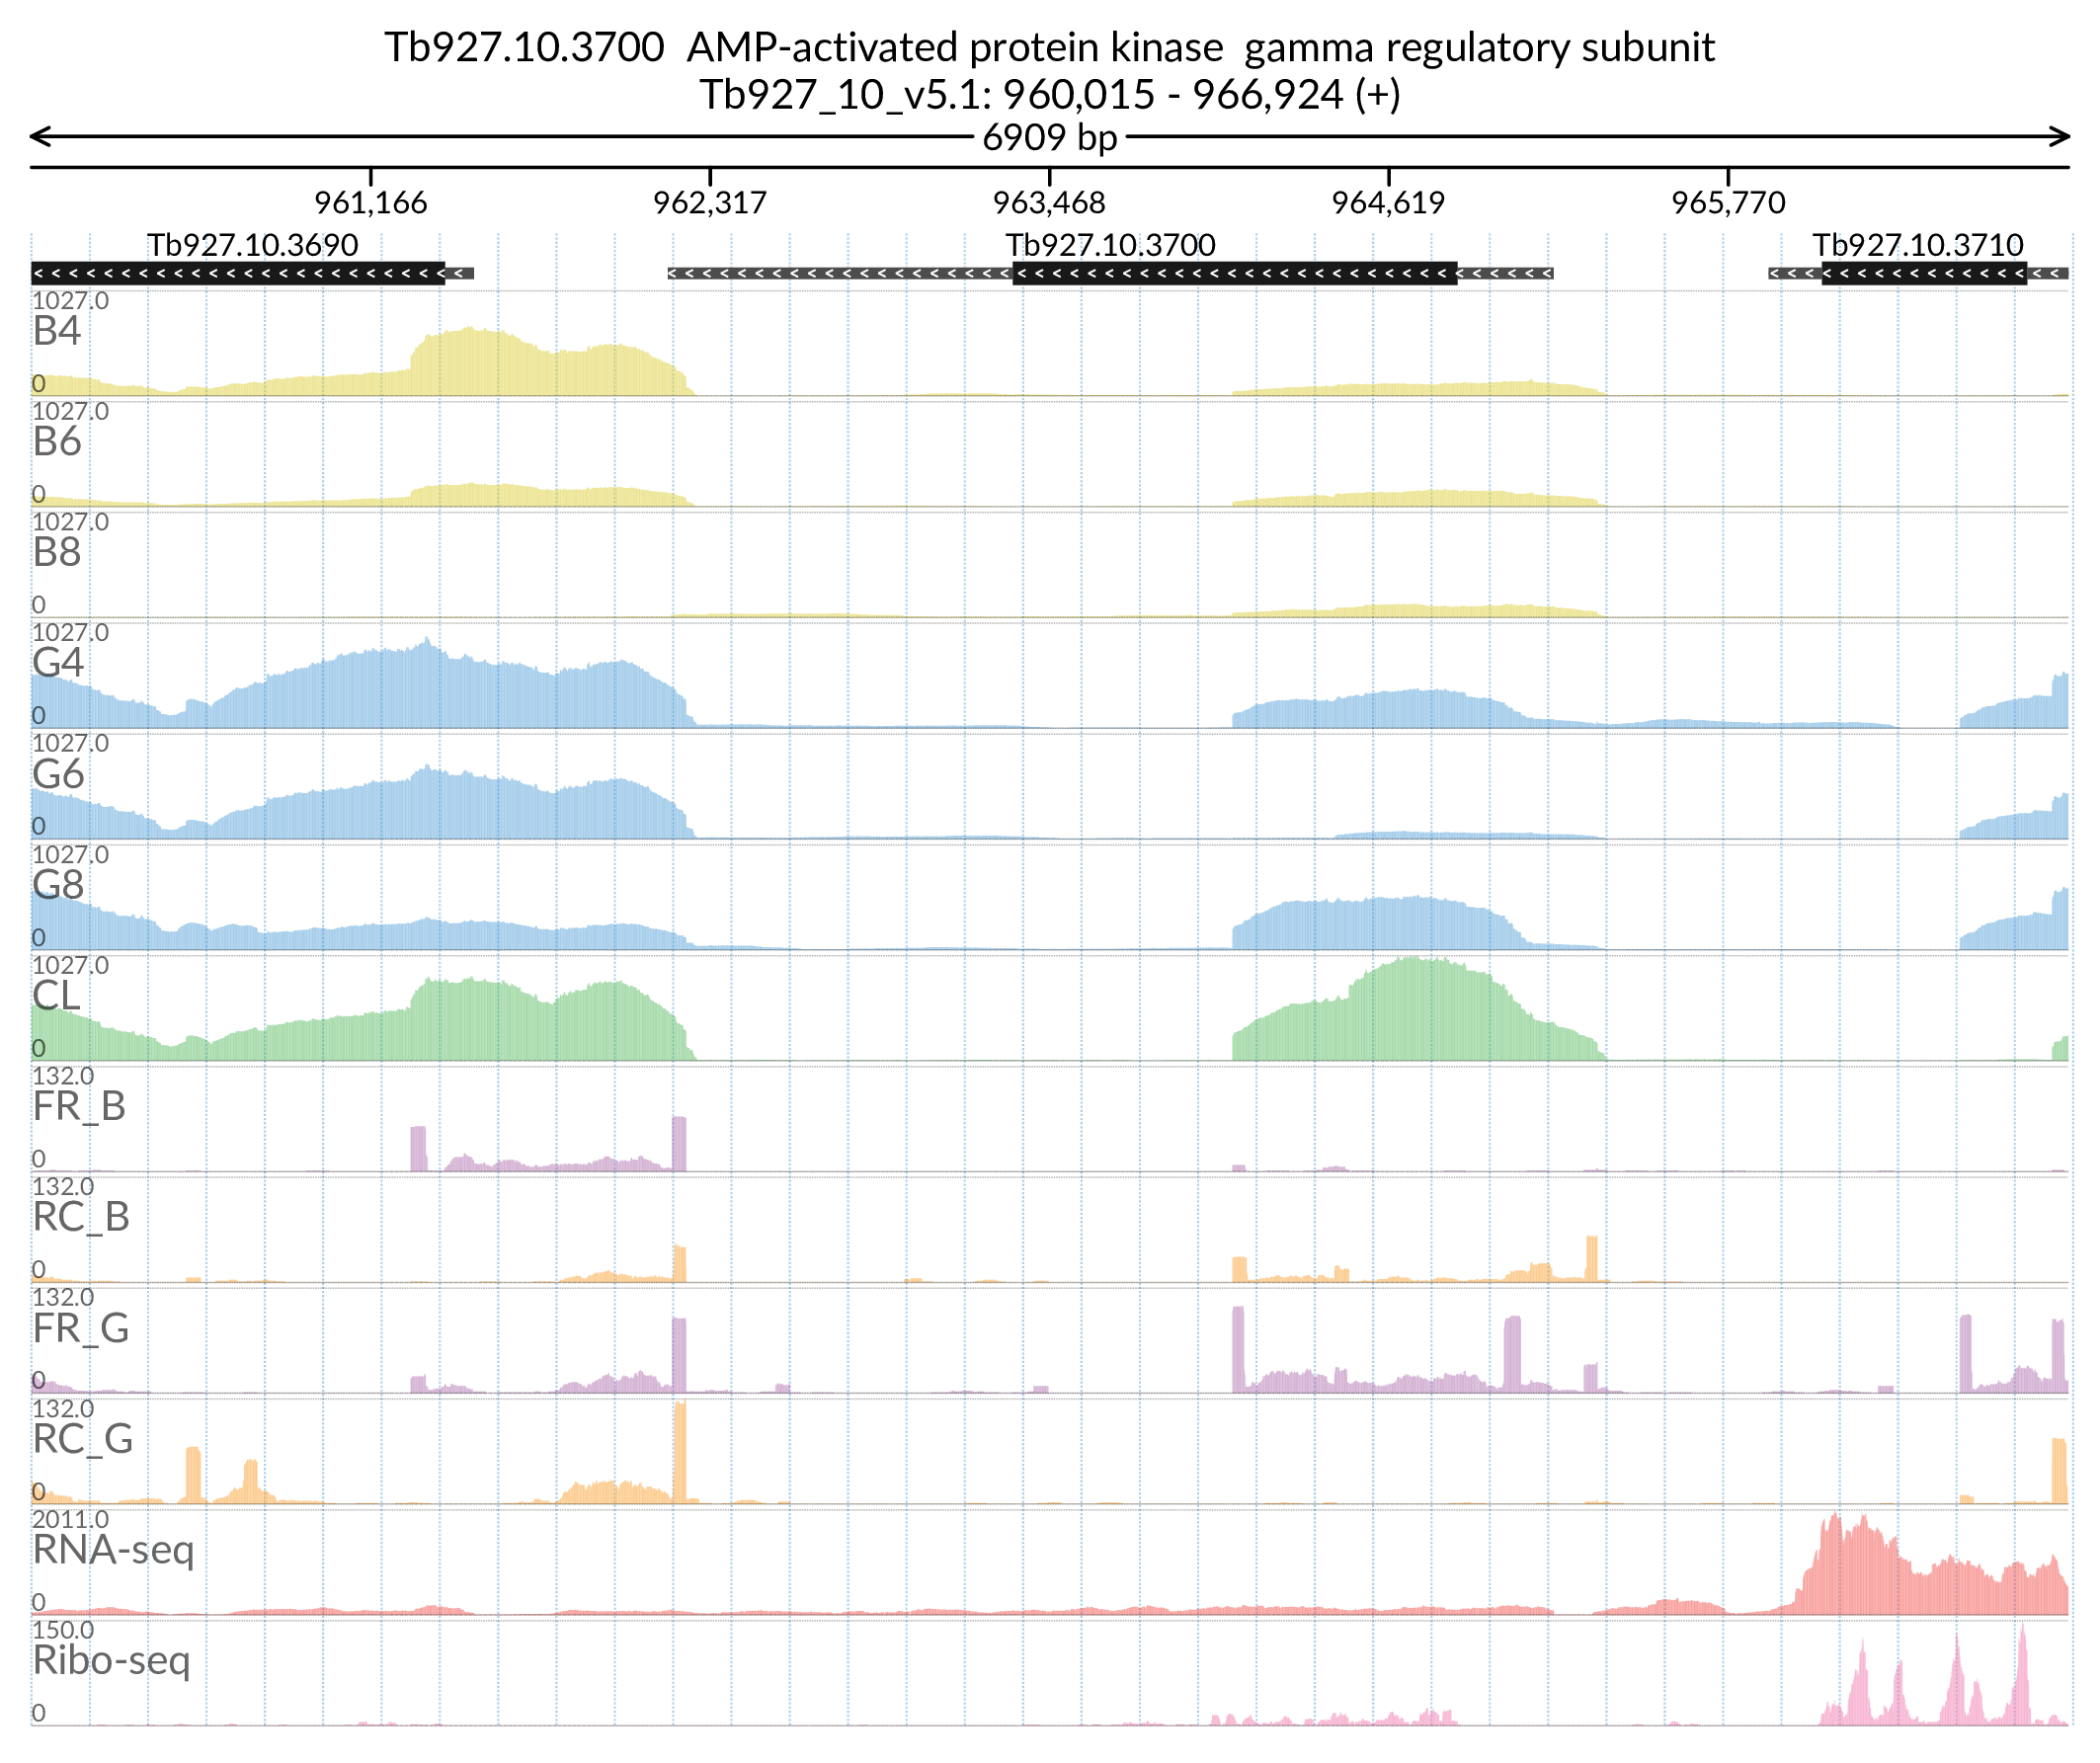 Tb927.10.3700 AMP-activated protein kinase gamma regulatory subunit
Tb927_10_v5.1: 960,015 - 966,924 (+)
6909 bp
961,166 962,317 963,468 964,619 965,770
Tb927.10.3690 Tb927.10.3700 Tb927.10.3710
1027.0
B4
0
1027.0
B6
0
1027.0
B8
0
1027.0
G4
0
1027.0
G6
0
1027.0
G8
0
1027.0
CL
0
132.0
FR_B
0
132.0
RC_B
0
132.0
FR_G
0
132.0
RC_G
0
2011.0
RNA-seq
0
150.0
Ribo-seq
0